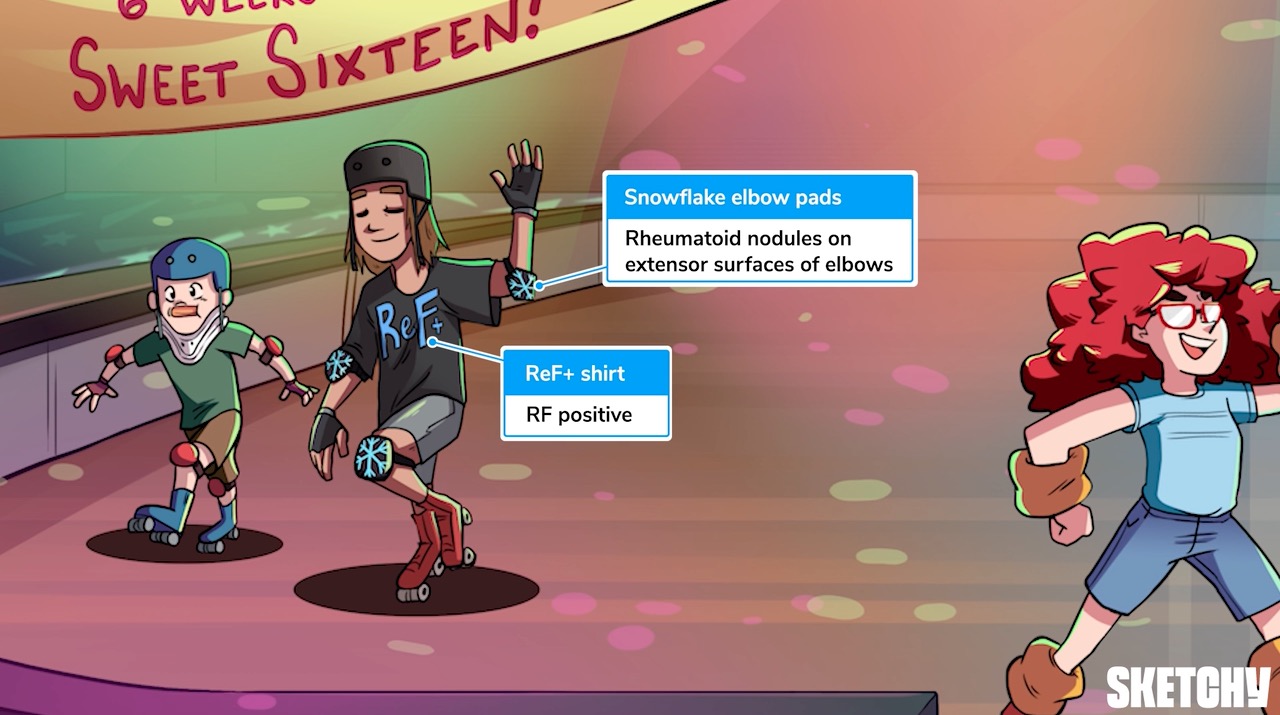 6 WEEKS
SWEET SIXTEEN!
Snowflake elbow pads
Rheumatoid nodules on
extensor surfaces of elbows
ReF+
ReF+ shirt
RF positive
SKETCHY